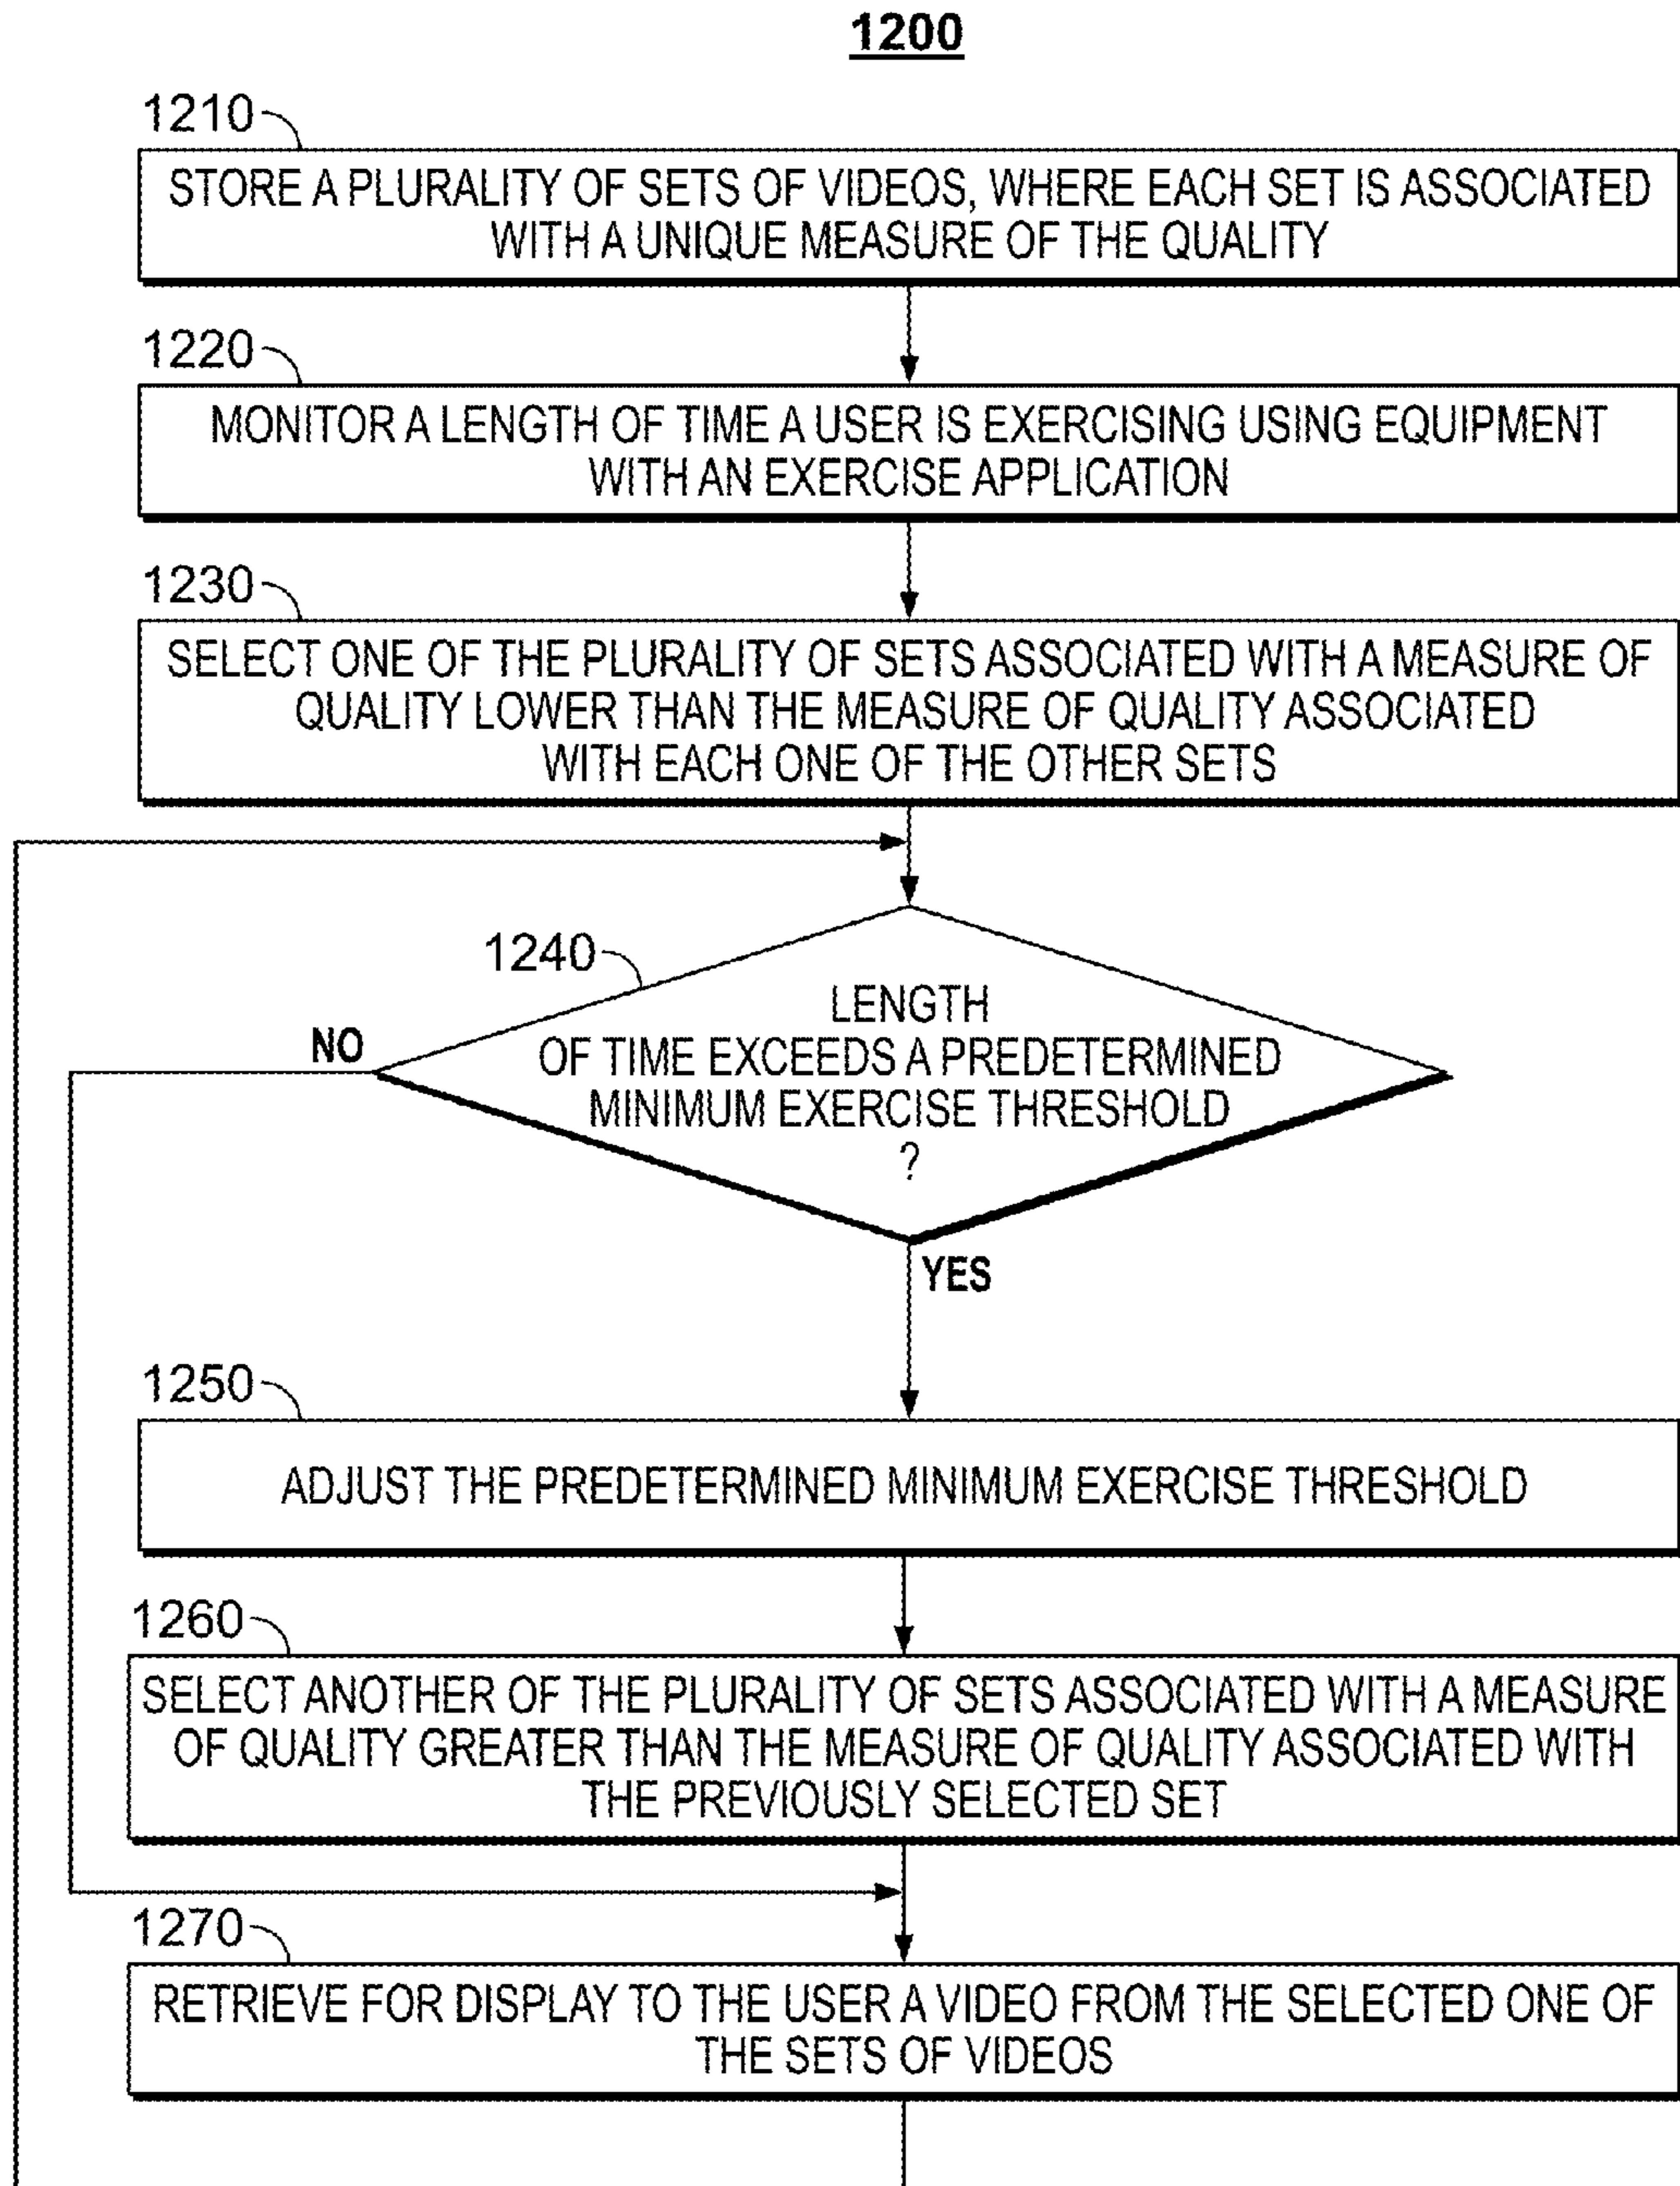 1200
1210
STORE A PLURALITY OF SETS OF VIDEOS, WHERE EACH SET IS ASSOCIATED
WITH A UNIQUE MEASURE OF THE QUALITY
1220
MONITOR A LENGTH OF TIME A USER IS EXERCISING USING EQUIPMENT
WITH AN EXERCISE APPLICATION
1230
SELECT ONE OF THE PLURALITY OF SETS ASSOCIATED WITH A MEASURE OF
QUALITY LOWER THAN THE MEASURE OF QUALITY ASSOCIATED
WITH EACH ONE OF THE OTHER SETS
1240
LENGTH
OF TIME EXCEEDS A PREDETERMINED
MINIMUM EXERCISE THRESHOLD
?
NO
YES
1250
ADJUST THE PREDETERMINED MINIMUM EXERCISE THRESHOLD
1260
SELECT ANOTHER OF THE PLURALITY OF SETS ASSOCIATED WITH A MEASURE
OF QUALITY GREATER THAN THE MEASURE OF QUALITY ASSOCIATED WITH
THE PREVIOUSLY SELECTED SET
1270
RETRIEVE FOR DISPLAY TO THE USER A VIDEO FROM THE SELECTED ONE OF
THE SETS OF VIDEOS